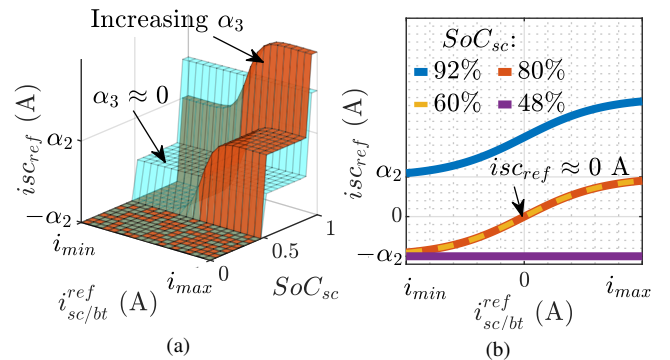 Increasing α₃
α₃ ≈ 0
isc_ref (A)
α₂
−α₂
i_min
i_max
i_sc/bt^ref (A)
0
0.5
1
SoC_sc
(a)
SoC_sc:
92%
80%
60%
48%
isc_ref (A)
isc_ref ≈ 0 A
α₂
0
−α₂
i_min
0
i_max
i_sc/bt^ref (A)
(b)